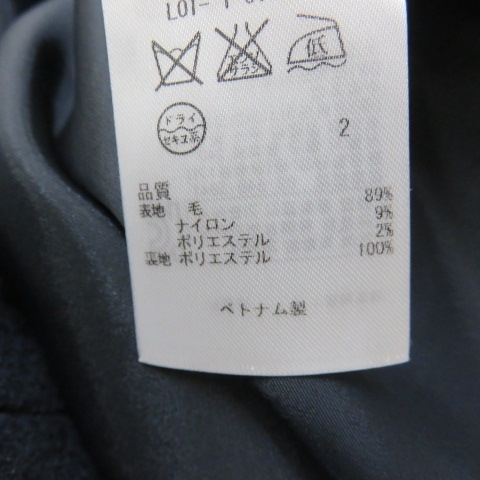 低
ドライ
セキユ系
2
品質
表地 毛 89%
ナイロン 9%
ポリエステル 2%
裏地 ポリエステル 100%
ベトナム製